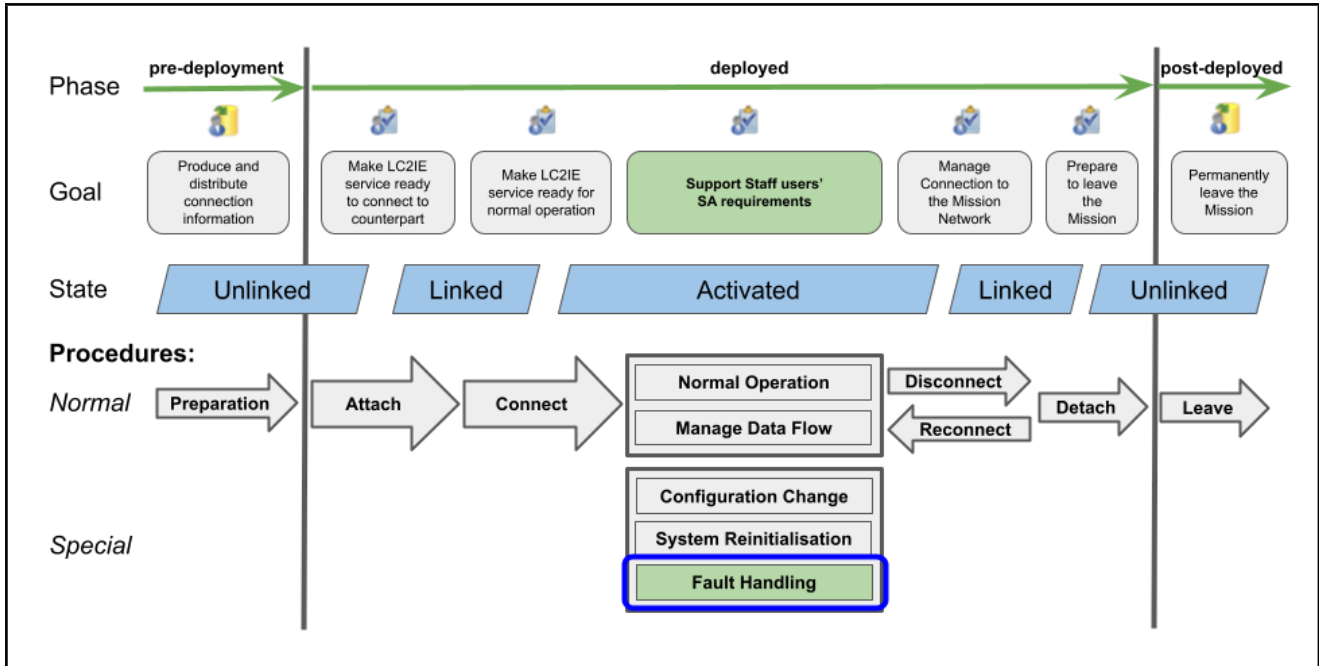 Phase
pre-deployment
deployed
post-deployed
Goal
Produce and
distribute
connection
information
Make LC2IE
service ready
to connect to
counterpart
Make LC2IE
service ready for
normal operation
Support Staff users’
SA requirements
Manage
Connection to
the Mission
Network
Prepare
to leave
the
Mission
Permanently
leave the
Mission
State
Unlinked
Linked
Activated
Linked
Unlinked
Procedures:
Normal
Preparation
Attach
Connect
Normal Operation
Manage Data Flow
Disconnect
Reconnect
Detach
Leave
Special
Configuration Change
System Reinitialisation
Fault Handling